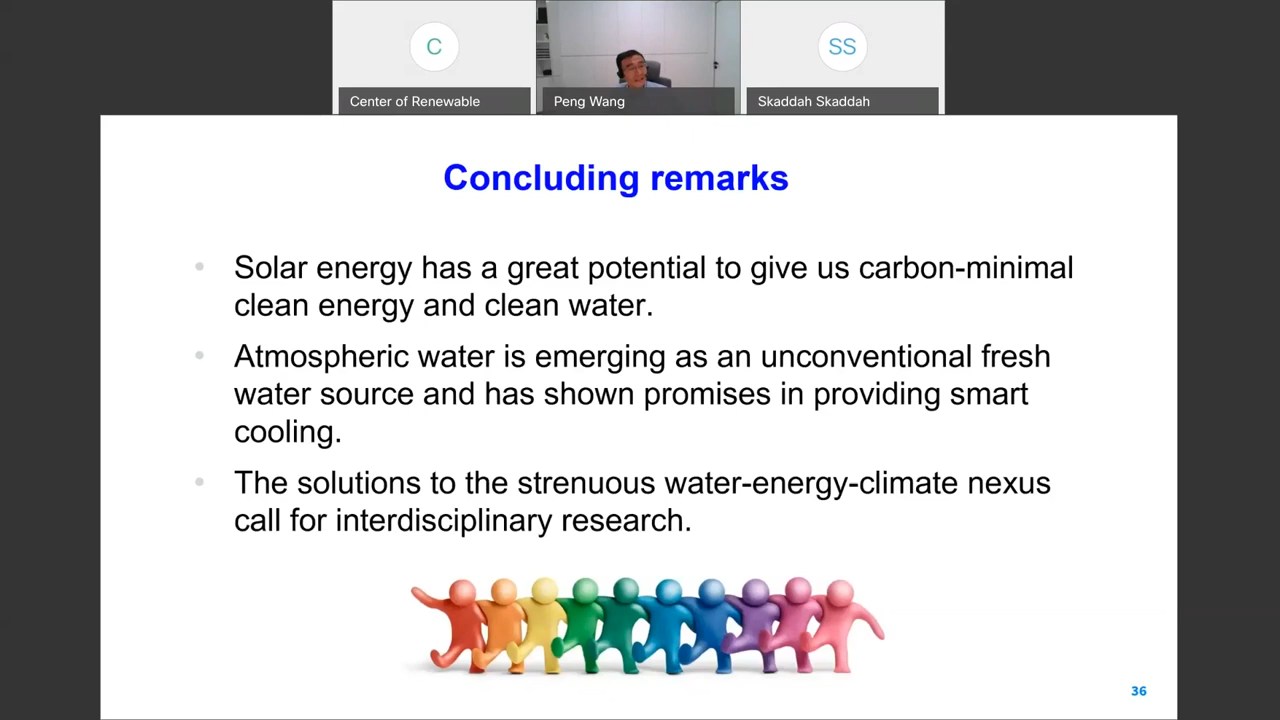 C
SS
Center of Renewable
Peng Wang
Skaddah Skaddah
Concluding remarks
• Solar energy has a great potential to give us carbon-minimal
clean energy and clean water.
• Atmospheric water is emerging as an unconventional fresh
water source and has shown promises in providing smart
cooling.
• The solutions to the strenuous water-energy-climate nexus
call for interdisciplinary research.
36